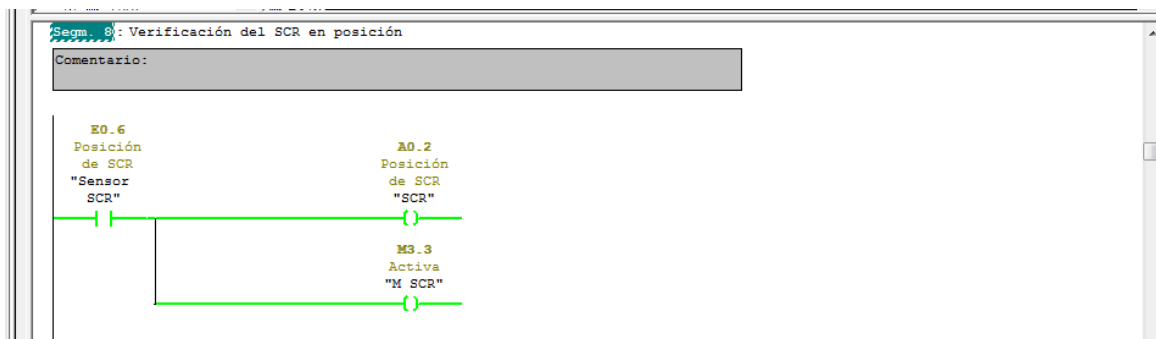 Segm. 8: Verificación del SCR en posición
Comentario:
E0.6
Posición
de SCR
"Sensor
SCR"
A0.2
Posición
de SCR
"SCR"
M3.3
Activa
"M SCR"